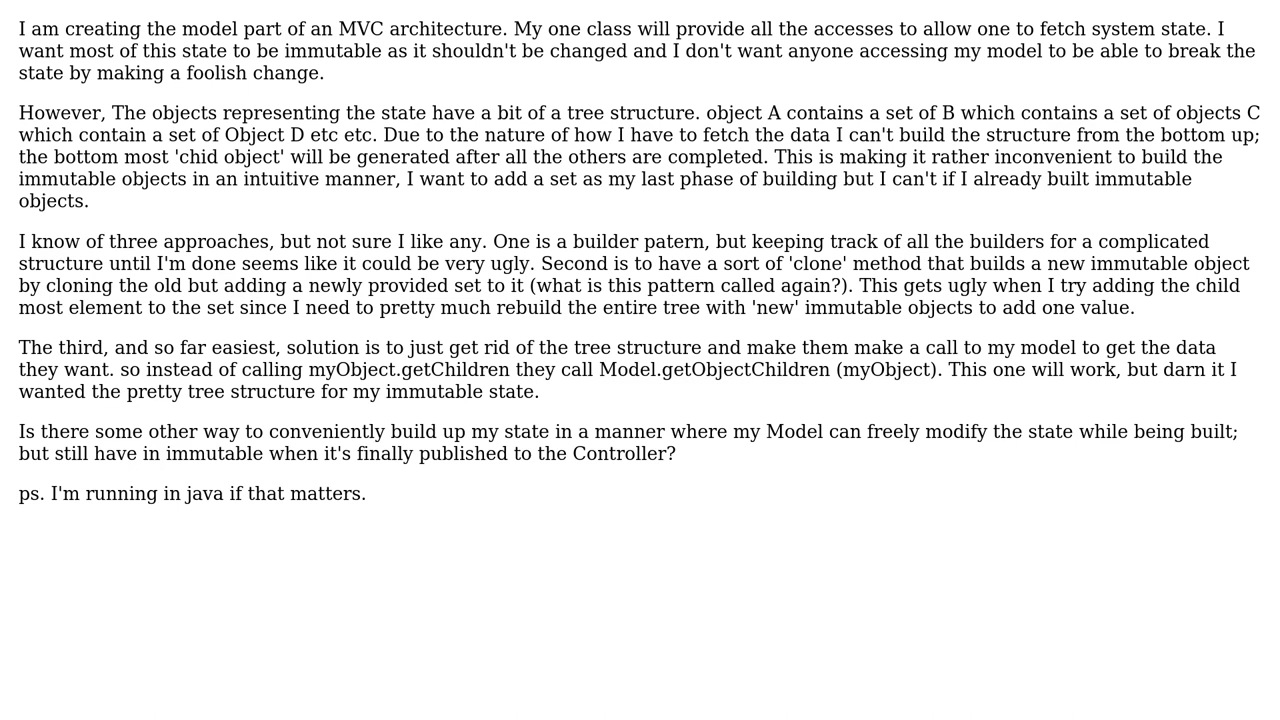 I am creating the model part of an MVC architecture. My one class will provide all the accesses to allow one to fetch system state. I
want most of this state to be immutable as it shouldn't be changed and I don't want anyone accessing my model to be able to break the
state by making a foolish change.
However, The objects representing the state have a bit of a tree structure. object A contains a set of B which contains a set of objects C
which contain a set of Object D etc etc. Due to the nature of how I have to fetch the data I can't build the structure from the bottom up;
the bottom most 'chid object' will be generated after all the others are completed. This is making it rather inconvenient to build the
immutable objects in an intuitive manner, I want to add a set as my last phase of building but I can't if I already built immutable
objects.
I know of three approaches, but not sure I like any. One is a builder patern, but keeping track of all the builders for a complicated
structure until I'm done seems like it could be very ugly. Second is to have a sort of 'clone' method that builds a new immutable object
by cloning the old but adding a newly provided set to it (what is this pattern called again?). This gets ugly when I try adding the child
most element to the set since I need to pretty much rebuild the entire tree with 'new' immutable objects to add one value.
The third, and so far easiest, solution is to just get rid of the tree structure and make them make a call to my model to get the data
they want. so instead of calling myObject.getChildren they call Model.getObjectChildren (myObject). This one will work, but darn it I
wanted the pretty tree structure for my immutable state.
Is there some other way to conveniently build up my state in a manner where my Model can freely modify the state while being built;
but still have in immutable when it's finally published to the Controller?
ps. I'm running in java if that matters.